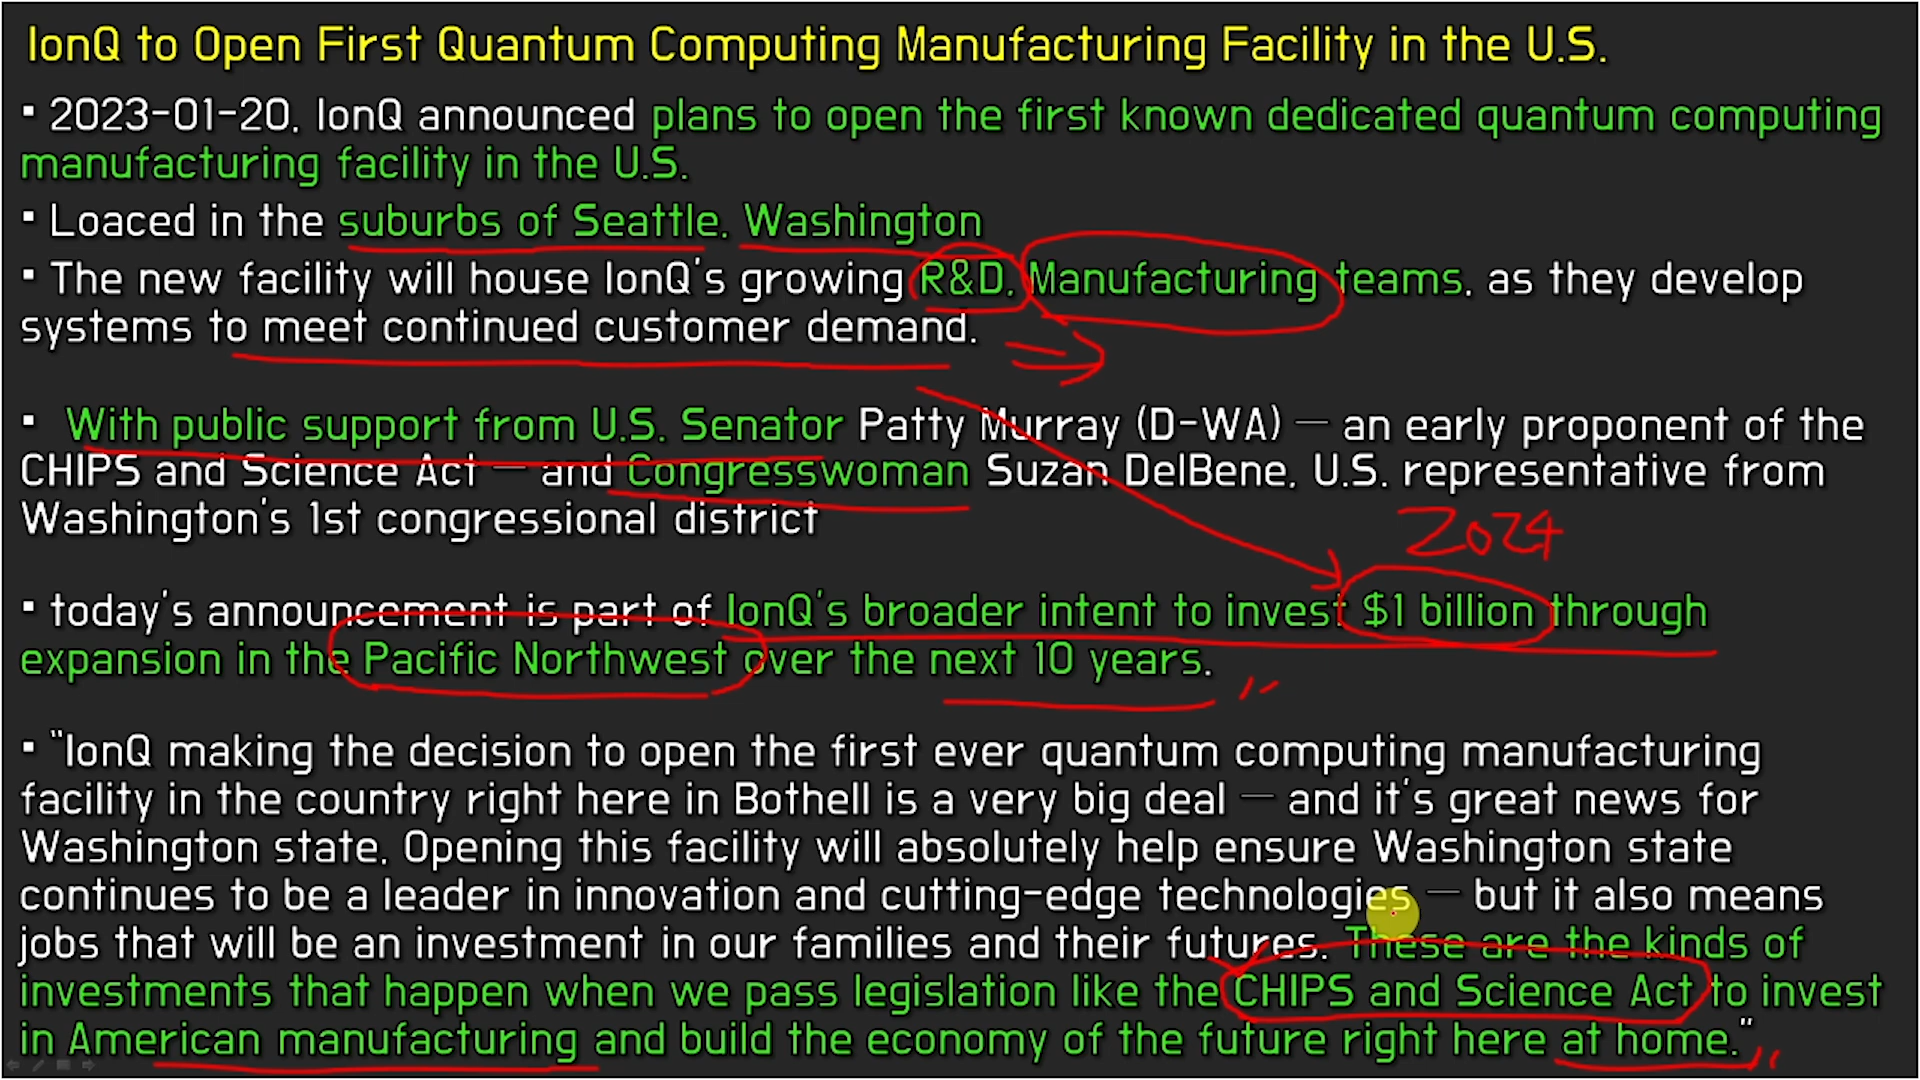 IonQ to Open First Quantum Computing Manufacturing Facility in the U.S.
▪ 2023-01-20, IonQ announced plans to open the first known dedicated quantum computing
manufacturing facility in the U.S.
▪ Loaced in the suburbs of Seattle, Washington
▪ The new facility will house IonQ's growing R&D, Manufacturing teams, as they develop
systems to meet continued customer demand.
▪ With public support from U.S. Senator Patty Murray (D-WA) — an early proponent of the
CHIPS and Science Act — and Congresswoman Suzan DelBene, U.S. representative from
Washington's 1st congressional district
2024
▪ today's announcement is part of IonQ's broader intent to invest $1 billion through
expansion in the Pacific Northwest over the next 10 years.
▪ "IonQ making the decision to open the first ever quantum computing manufacturing
facility in the country right here in Bothell is a very big deal — and it's great news for
Washington state. Opening this facility will absolutely help ensure Washington state
continues to be a leader in innovation and cutting-edge technologies — but it also means
jobs that will be an investment in our families and their futures. These are the kinds of
investments that happen when we pass legislation like the CHIPS and Science Act to invest
in American manufacturing and build the economy of the future right here at home."